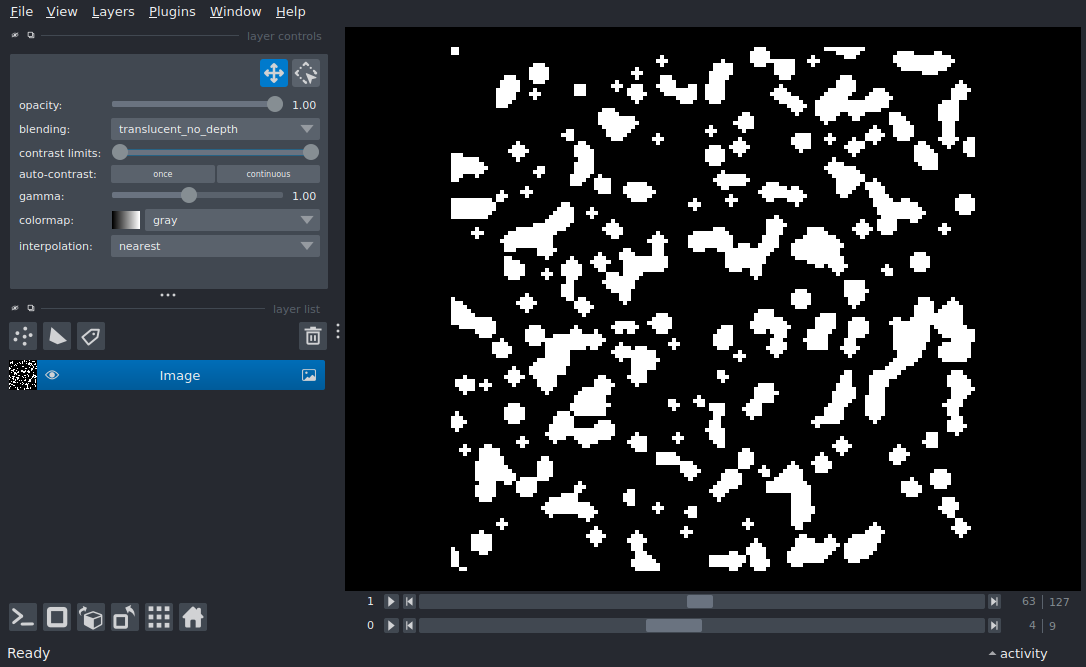 File View Layers Plugins Window Help
layer controls
opacity: 1.00
blending: translucent_no_depth
contrast limits:
auto-contrast: once continuous
gamma: 1.00
colormap: gray
interpolation: nearest
layer list
Image
1 63 127
0 4 9
Ready activity